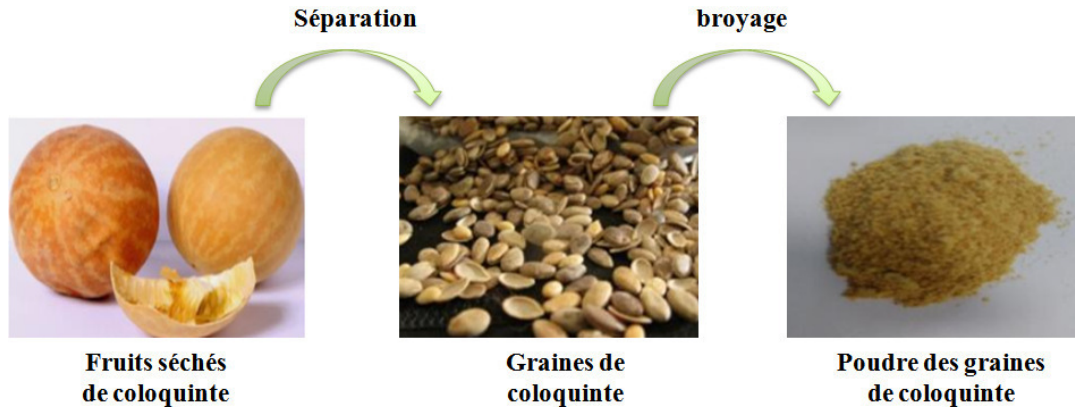 Séparation
broyage
Fruits séchés
de coloquinte
Graines de
coloquinte
Poudre des graines
de coloquinte